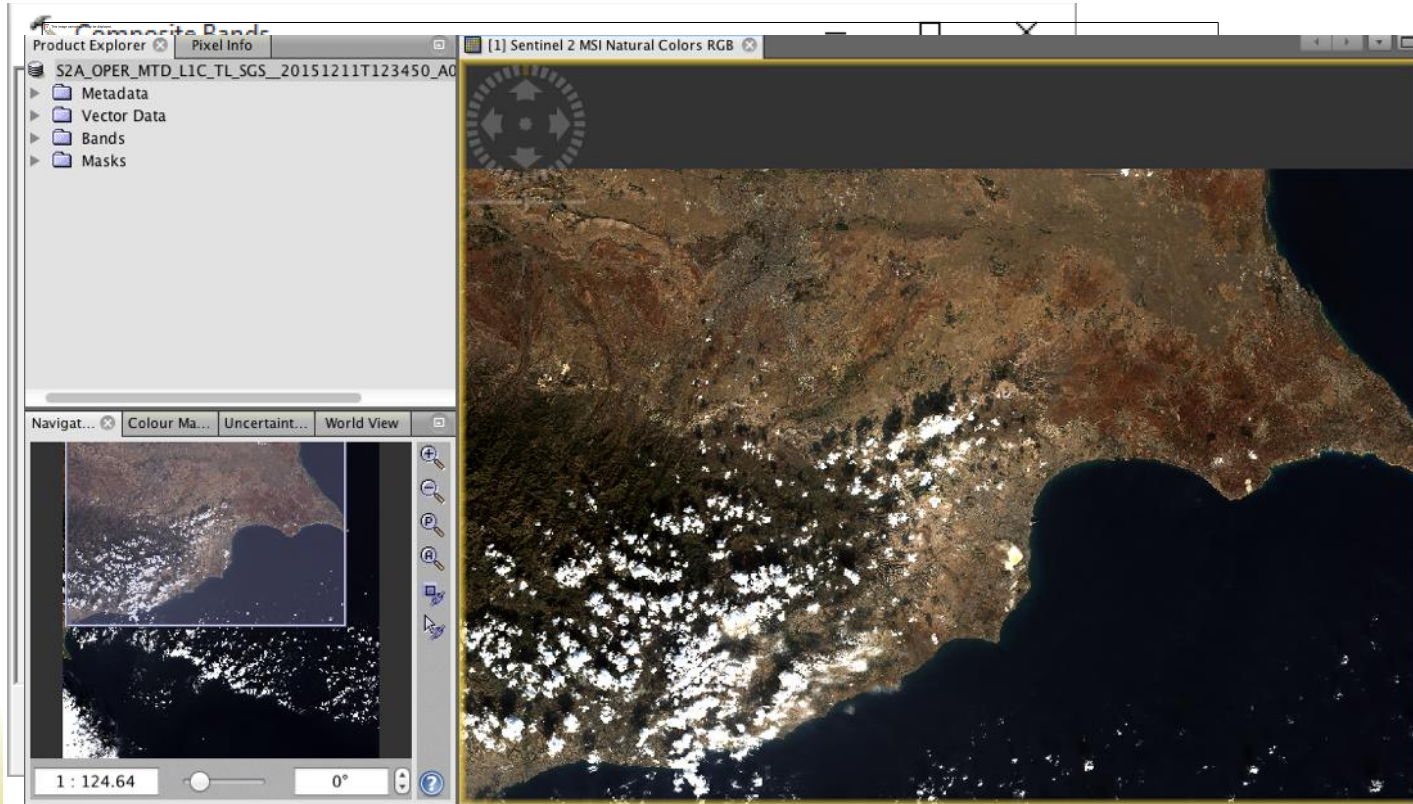 Composite Bands
Product Explorer
Pixel Info
[1] Sentinel 2 MSI Natural Colors RGB
S2A_OPER_MTD_L1C_TL_SGS__20151211T123450_A0
Metadata
Vector Data
Bands
Masks
Navigat...
Colour Ma...
Uncertaint...
World View
1 : 124.64
0°